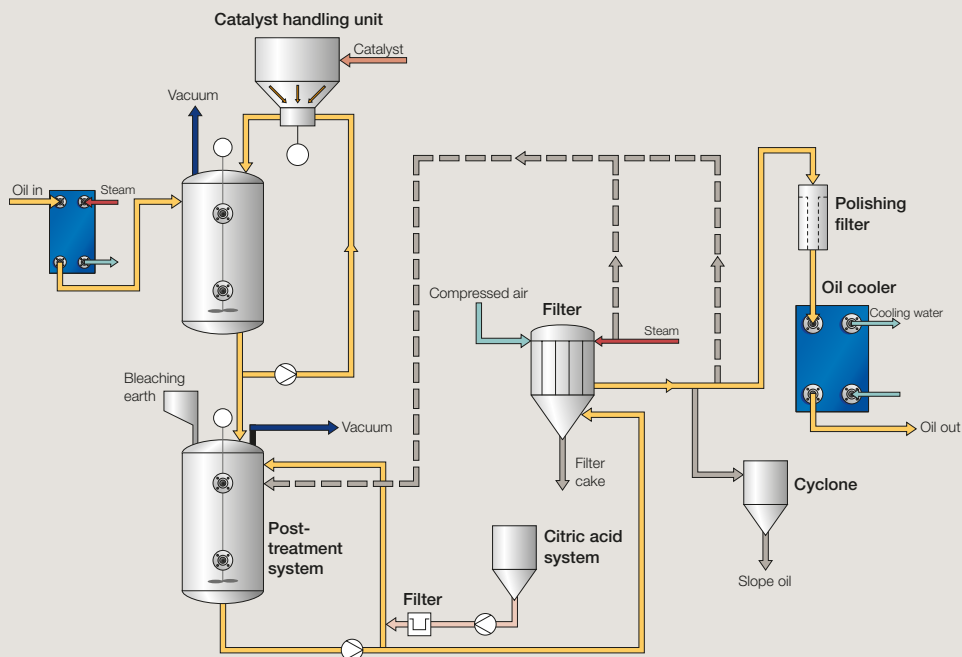 Catalyst handling unit
Catalyst
Vacuum
Oil in
Steam
Polishing
filter
Oil cooler
Compressed air
Filter
Steam
Cooling water
Bleaching
earth
Vacuum
Oil out
Filter
cake
Cyclone
Post-
treatment
system
Citric acid
system
Slope oil
Filter